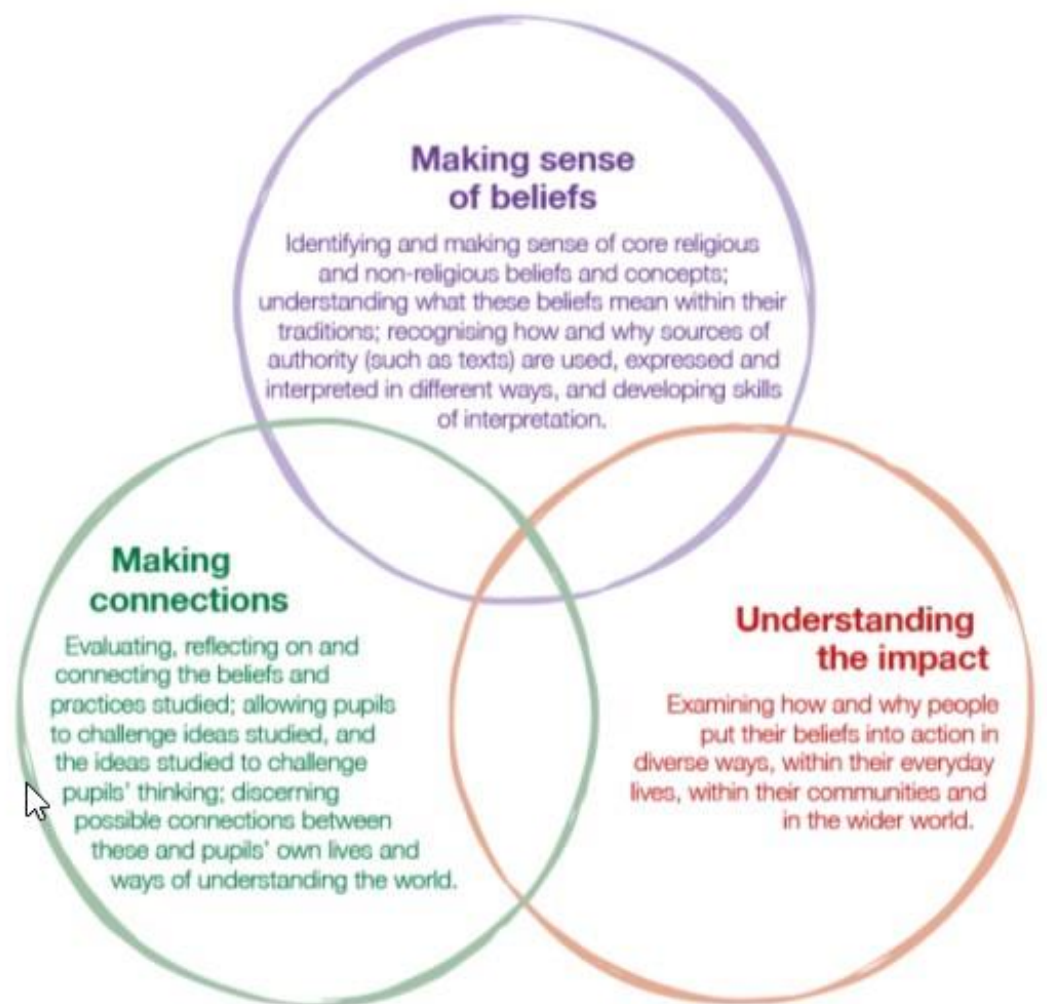 Making sense
of beliefs
Identifying and making sense of core religious
and non-religious beliefs and concepts;
understanding what these beliefs mean within their
traditions; recognising how and why sources of
authority (such as texts) are used, expressed and
interpreted in different ways, and developing skills
of interpretation.
Making
connections
Evaluating, reflecting on and
connecting the beliefs and
practices studied; allowing pupils
to challenge ideas studied, and
the ideas studied to challenge
pupils' thinking; discerning
possible connections between
these and pupils' own lives and
ways of understanding the world.
Understanding
the impact
Examining how and why people
put their beliefs into action in
diverse ways, within their everyday
lives, within their communities and
in the wider world.